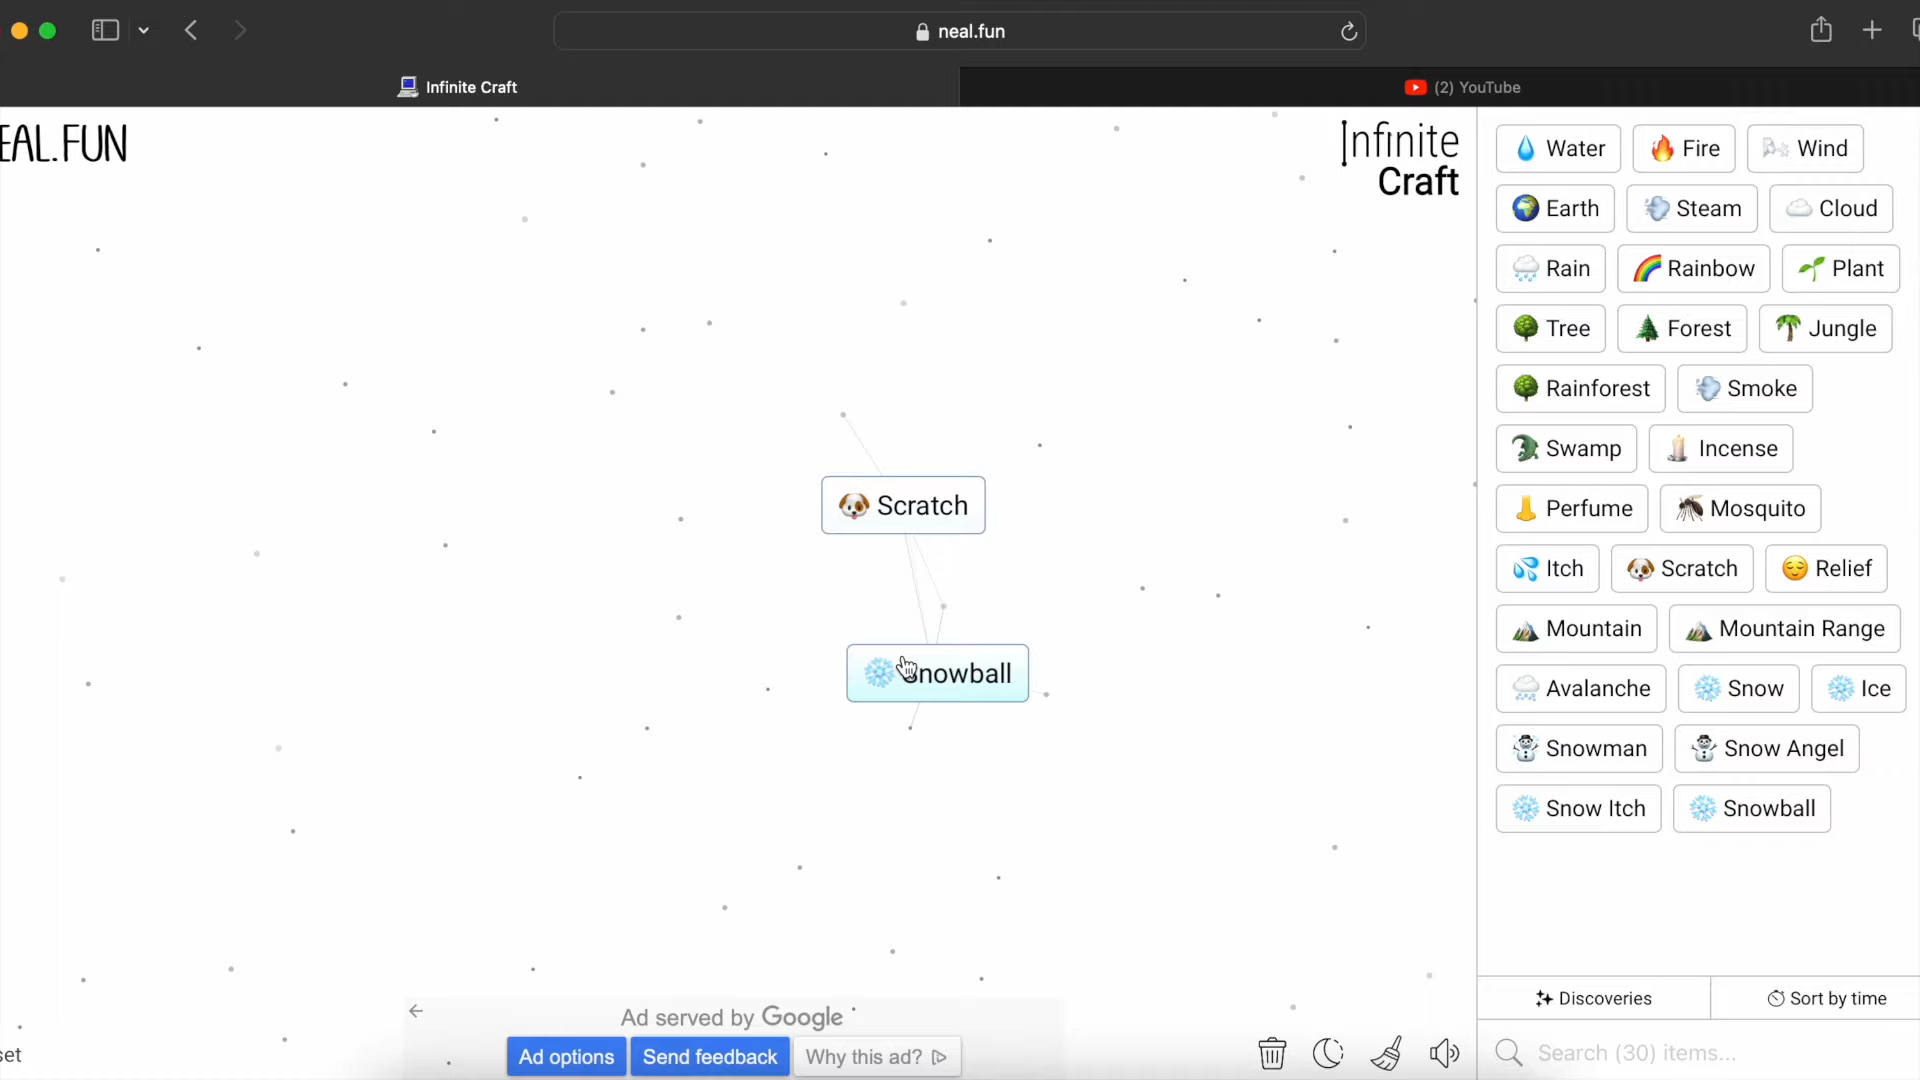 neal.fun
Infinite Craft
(2) YouTube
EAL.FUN
Infinite
Craft
Water Fire Wind
Earth Steam Cloud
Rain Rainbow Plant
Tree Forest Jungle
Rainforest Smoke
Swamp Incense
Perfume Mosquito
Itch Scratch Relief
Mountain Mountain Range
Avalanche Snow Ice
Snowman Snow Angel
Snow Itch Snowball
Scratch
Snowball
Discoveries Sort by time
Search (30) items...
set
Ad served by Google
Ad options Send feedback Why this ad?